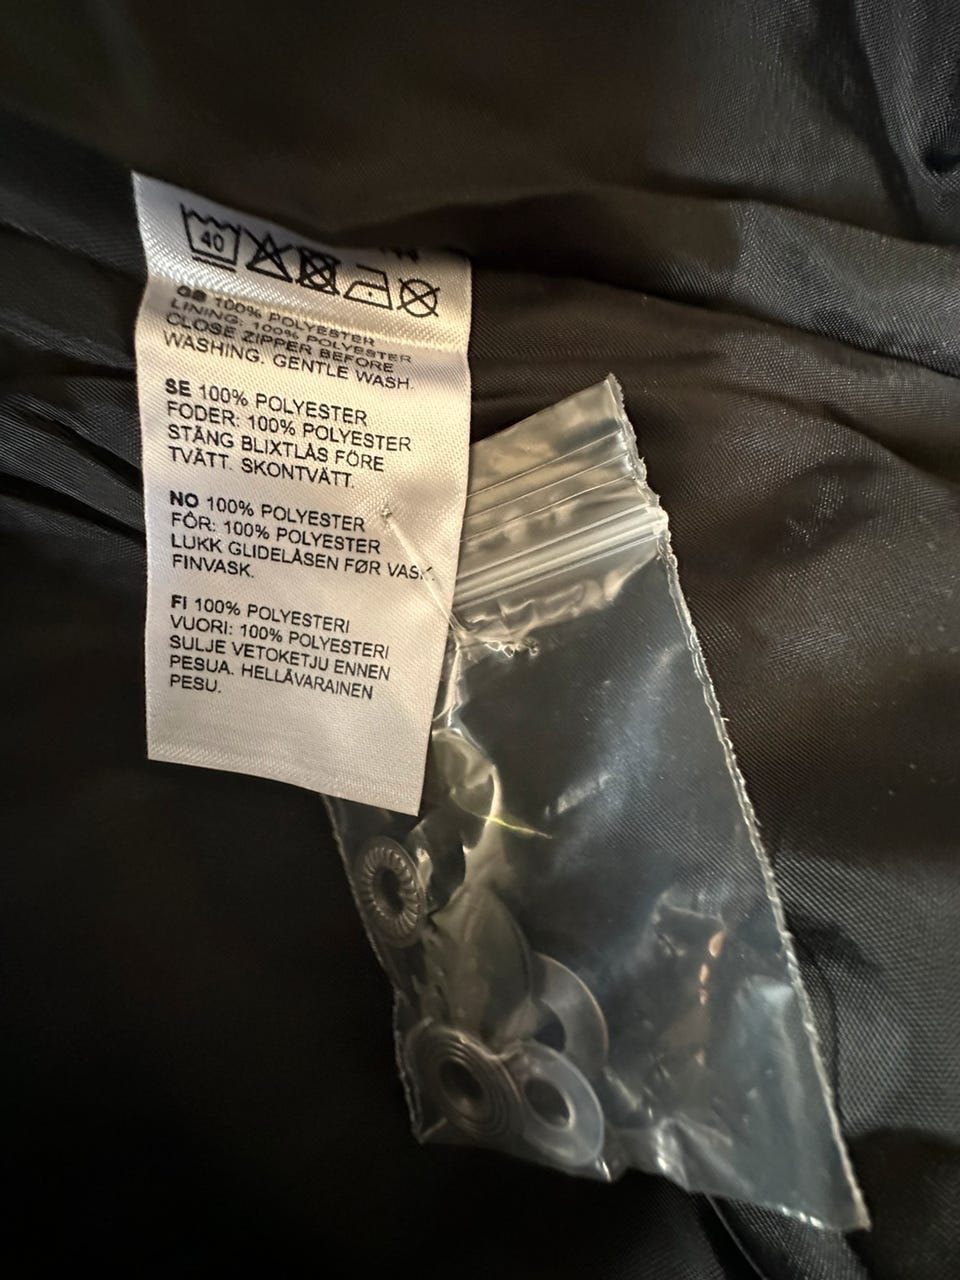 40
GB 100% POLYESTER
LINING: 100% POLYESTER
CLOSE ZIPPER BEFORE
WASHING. GENTLE WASH.
SE 100% POLYESTER
FODER: 100% POLYESTER
STÄNG BLIXTLÅS FÖRE
TVÄTT. SKONTVÄTT.
NO 100% POLYESTER
FÔR: 100% POLYESTER
LUKK GLIDELÅSEN FØR VASK.
FINVASK.
FI 100% POLYESTERI
VUORI: 100% POLYESTERI
SULJE VETOKETJU ENNEN
PESUA. HELLÄVARAINEN
PESU.